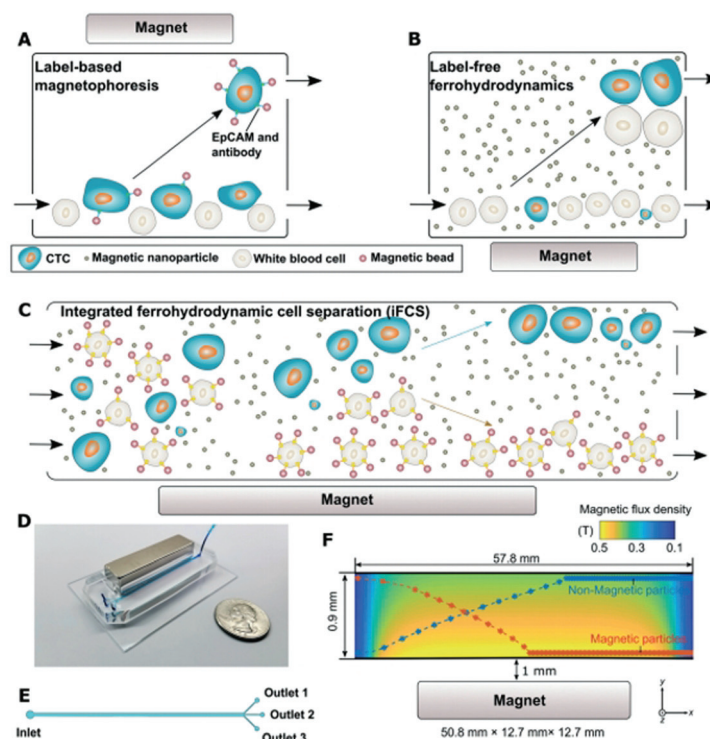 A
Magnet
Label-based
magnetophoresis
EpCAM and
antibody
B
Label-free
ferrohydrodynamics
Magnet
CTC
Magnetic nanoparticle
White blood cell
Magnetic bead
C
Integrated ferrohydrodynamic cell separation (iFCS)
Magnet
D
E
Inlet
Outlet 1
Outlet 2
Outlet 3
F
Magnetic flux density
(T)
0.5 0.3 0.1
57.8 mm
0.9 mm
Non-Magnetic particles
Magnetic particles
1 mm
Magnet
50.8 mm × 12.7 mm× 12.7 mm
y
z
x